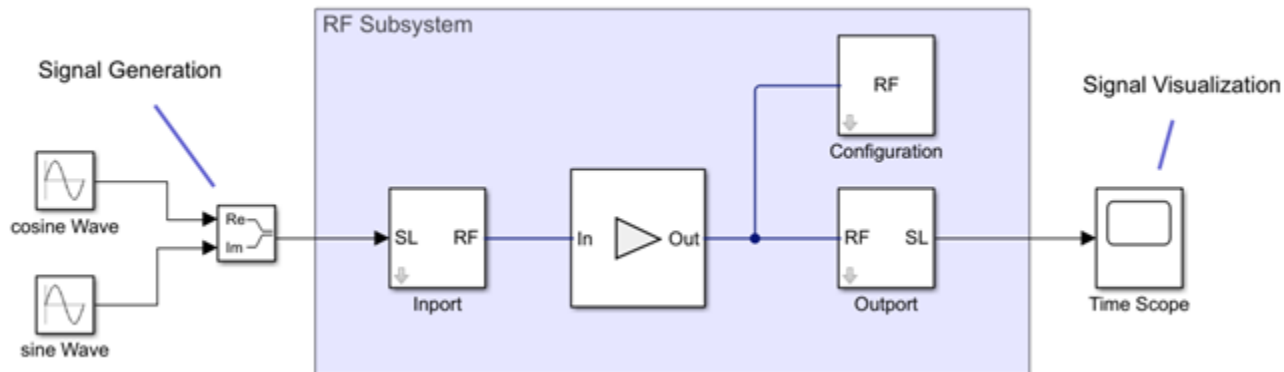 RF Subsystem
Signal Generation
Signal Visualization
RF
Configuration
cosine Wave
Re
Im
SL RF
Inport
In Out
RF SL
Outport
Time Scope
sine Wave